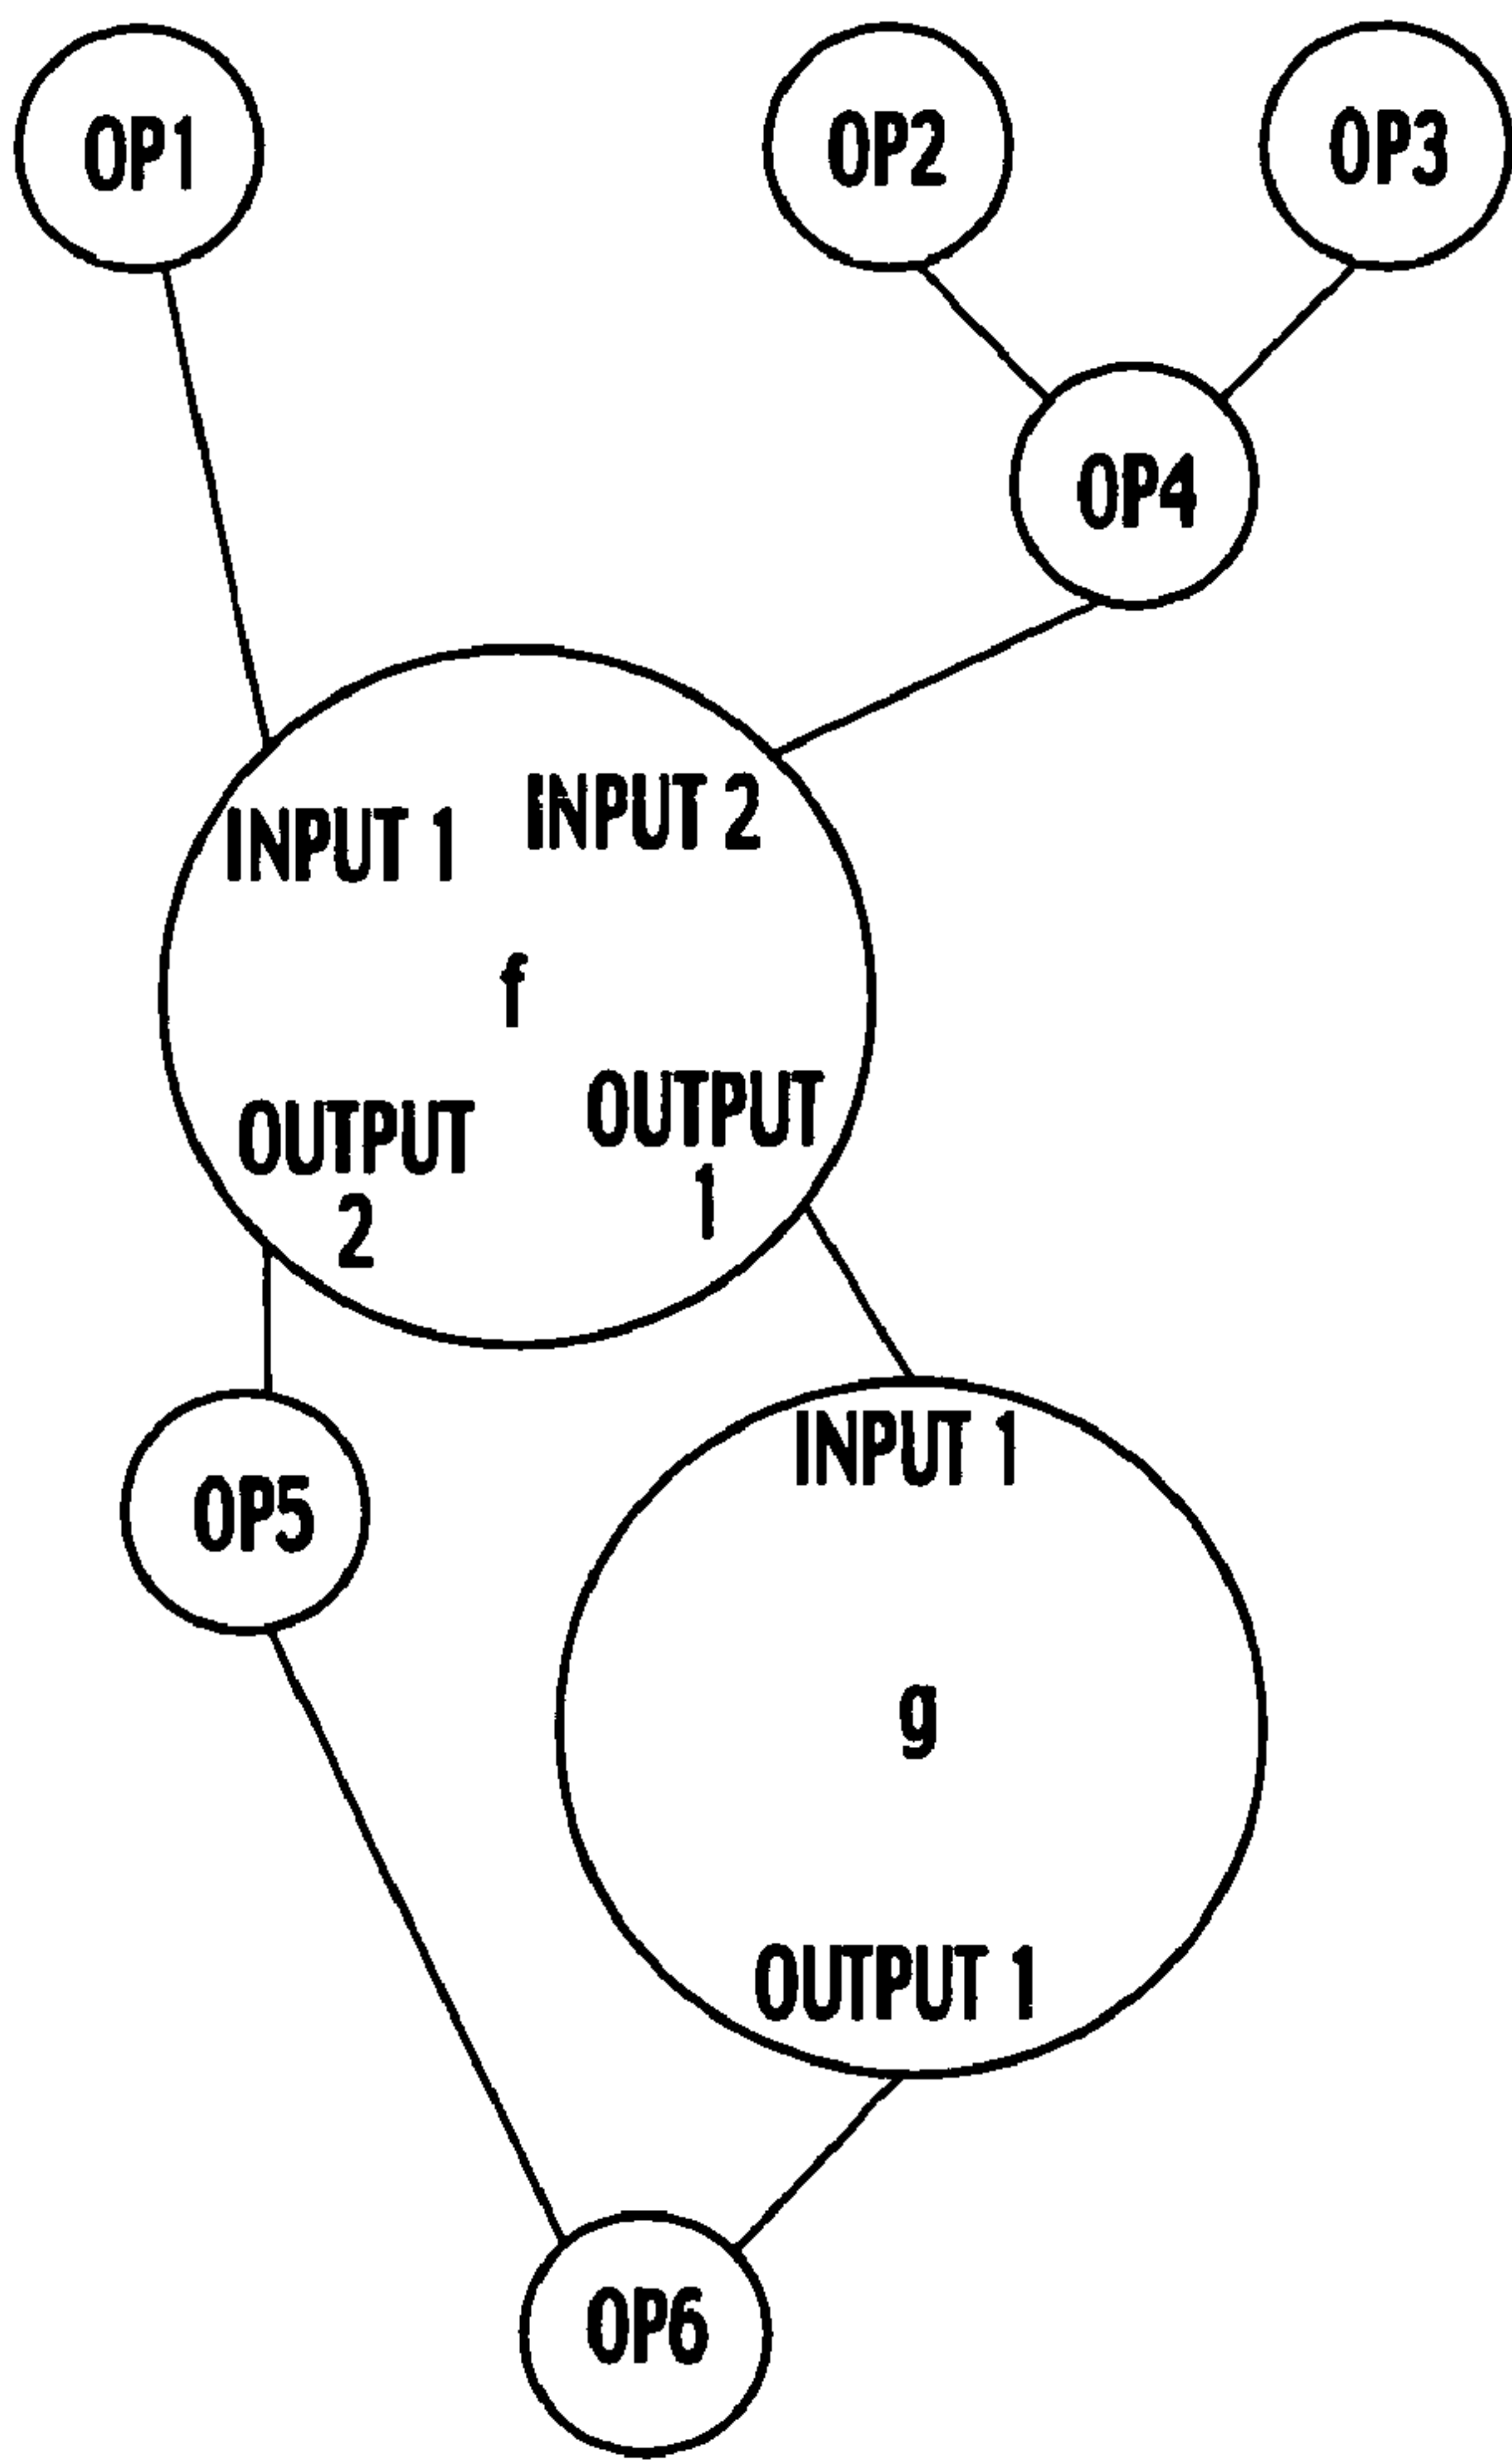 OP1
OP2
OP3
OP4
INPUT 1
INPUT 2
f
OUTPUT
2
OUTPUT
1
OP5
INPUT 1
g
OUTPUT 1
OP6